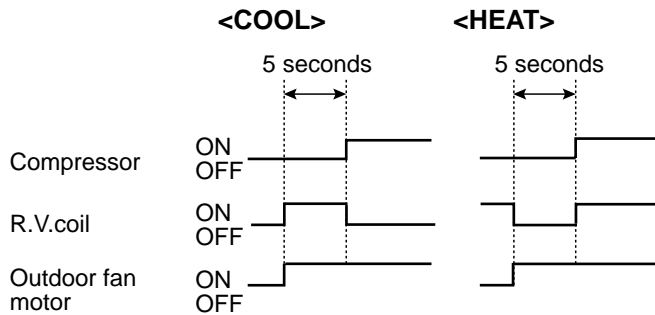 <COOL> <HEAT>
5 seconds 5 seconds
Compressor ON
OFF
R.V.coil ON
OFF
Outdoor fan motor ON
OFF